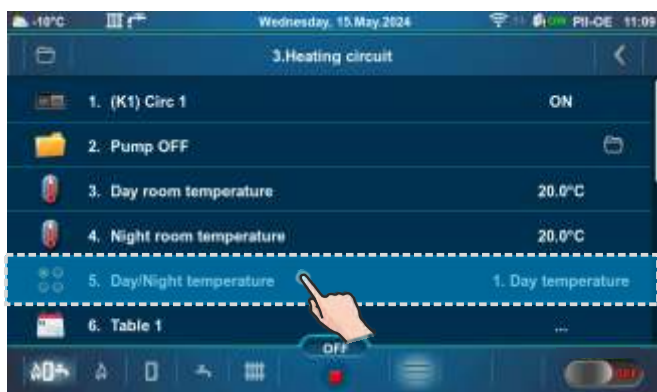 -10°C Wednesday, 15.May.2024 ON PII-OE 11:09
3.Heating circuit
1. (K1) Circ 1 ON
2. Pump OFF
3. Day room temperature 20.0°C
4. Night room temperature 20.0°C
5. Day/Night temperature 1. Day temperature
6. Table 1 ...
OFF
OFF